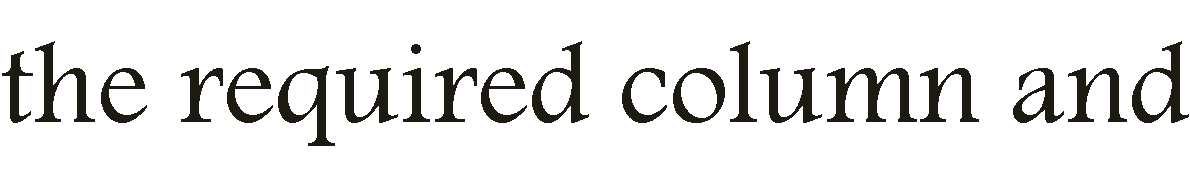 the required column and